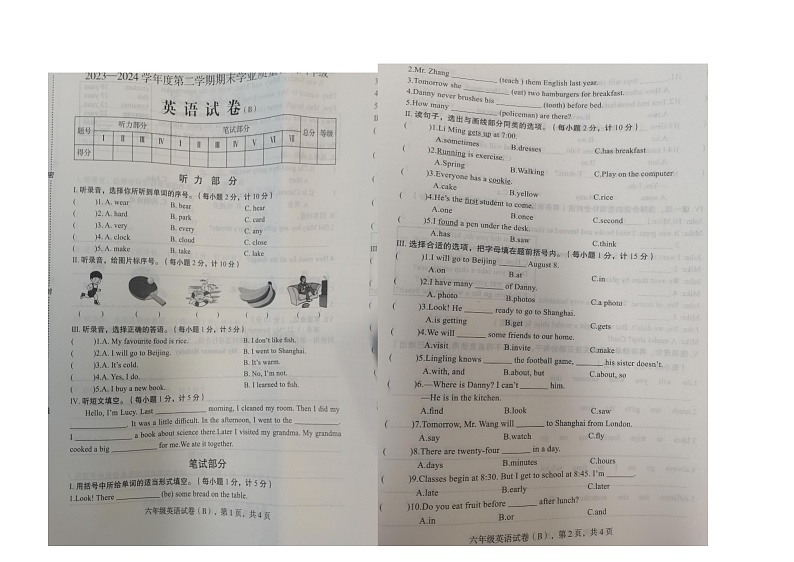 2023—2024 学年度第二学期期末学业质量
英 语 试 卷 (B)
题号 听力部分 笔试部分 总分 等级
Ⅰ Ⅱ Ⅲ Ⅳ Ⅰ Ⅱ Ⅲ Ⅳ Ⅴ Ⅵ Ⅶ
得分
听 力 部 分
Ⅰ. 听录音，选择你所听到单词的序号。（每小题 2 分，计 10 分）
( )1. A. wear B. bear C. hear
( )2. A. hard B. park C. card
( )3. A. very B. every C. any
( )4. A. clock B. cloud C. close
( )5. A. make B. take C. lake
Ⅱ. 听录音，给图片标序号。（每小题 2 分，计 10 分）
( ) ( ) ( ) ( ) ( )
Ⅲ. 听录音，选择正确的答语。（每小题 1 分，计 5 分）
( )1.A. My favourite food is rice. B. I don't like fish.
( )2.A. I will go to Beijing. B. I went to Shanghai.
( )3.A. It's cold. B. It's warm.
( )4.A. Yes, I do. B. No, I'm not.
( )5.A. I buy a new book. B. I learned to fish.
Ⅳ. 听短文填空。（每小题 1 分，计 5 分）
Hello, I'm Lucy. Last ________ morning, I cleaned my room. Then I did my
________. It was a little difficult. In the afternoon, I went to the ________.
I ________ a book about science there.Later I visited my grandma. My grandma
cooked a big ________ for me.We ate it together.
笔试部分
Ⅰ. 用括号中所给单词的适当形式填空。（每小题 1 分，计 5 分）
1.Look! There ________ (be) some bread on the table.
六年级英语试卷（B），第 1 页，共 4 页
2.Mr. Zhang ________ (teach ) them English last year.
3.Tomorrow she ________ (eat) two hamburgers for breakfast.
4.Danny never brushes his ________ (tooth) before bed.
5.How many ________ (policeman) are there?
Ⅱ. 读句子，选出与画线部分同类的选项。（每小题 2 分，计 10 分）
( )1.Li Ming gets up at 7:00.
A.sometimes B.dresses C.has breakfast
( )2.Running is exercise.
A.Spring B.Walking C.Play on the computer
( )3.Everyone has a cookie.
A.cake B.yellow C.rice
( )4.He's the first student to come.
A.one B.once C.second
( )5.I found a pen under the desk.
A.has B.saw C.think
Ⅲ. 选择合适的选项，把字母填在题前括号内。（每小题 1 分，计 15 分）
( )1.I will go to Beijing ______ August 8.
A.on B.at C.in
( )2.I have many ______ of Danny.
A. photo B.photos C.a photo
( )3.Look! He ______ ready to go to Shanghai.
A.is getting B.get C.gets
( )4.We will ______ some friends to our home.
A.visit B.invite C.make
( )5.Lingling knows ______ the football game, ______ his sister doesn't.
A.with, and B.about, but C.about, so
( )6.—Where is Danny? I can't ______ him.
—He is in the kitchen.
A.find B.look C.saw
( )7.Tomorrow, Mr. Wang will ______ to Shanghai from London.
A.say B.watch C.fly
( )8.There are twenty-four ______ in a day.
A.days B.minutes C.hours
( )9.Classes begin at 8:30. But I get to school at 8:45. I'm ______.
A.late B.early C.later
( )10.Do you eat fruit before ______ after lunch?
A.in B.or C.and
六年级英语试卷（B），第 2 页，共 4 页